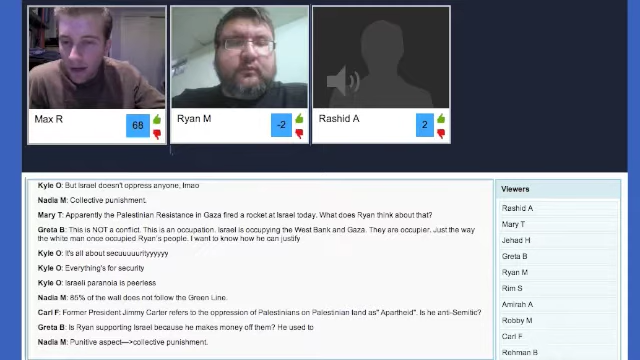 Max R
68
Ryan M
-2
Rashid A
2
Kyle O: But Israel doesn't oppress anyone, lmao
Nadia M: Collective punishment.
Mary T: Apparently the Palestinian Resistance in Gaza fired a rocket at Israel today. What does Ryan think about that?
Greta B: This is NOT a conflict. This is an occupation. Israel is occupying the West Bank and Gaza. They are occupier. Just the way
the white man once occupied Ryan's people. I want to know how he can justify
Kyle O: It's all about secuuuuurityyyyyy
Kyle O: Everything's for security
Kyle O: Israeli paranoia is peerless
Nadia M: 85% of the wall does not follow the Green Line.
Carl F: Former President Jimmy Carter refers to the oppression of Palestinians on Palestinian land as" Apartheid". Is he anti-Semitic?
Greta B: Is Ryan supporting Israel because he makes money off them? He used to
Nadia M: Punitive aspect—>collective punishment.
Viewers
Rashid A
Mary T
Jehad H
Greta B
Ryan M
Rim S
Amirah A
Robby M
Carl F
Rehman B